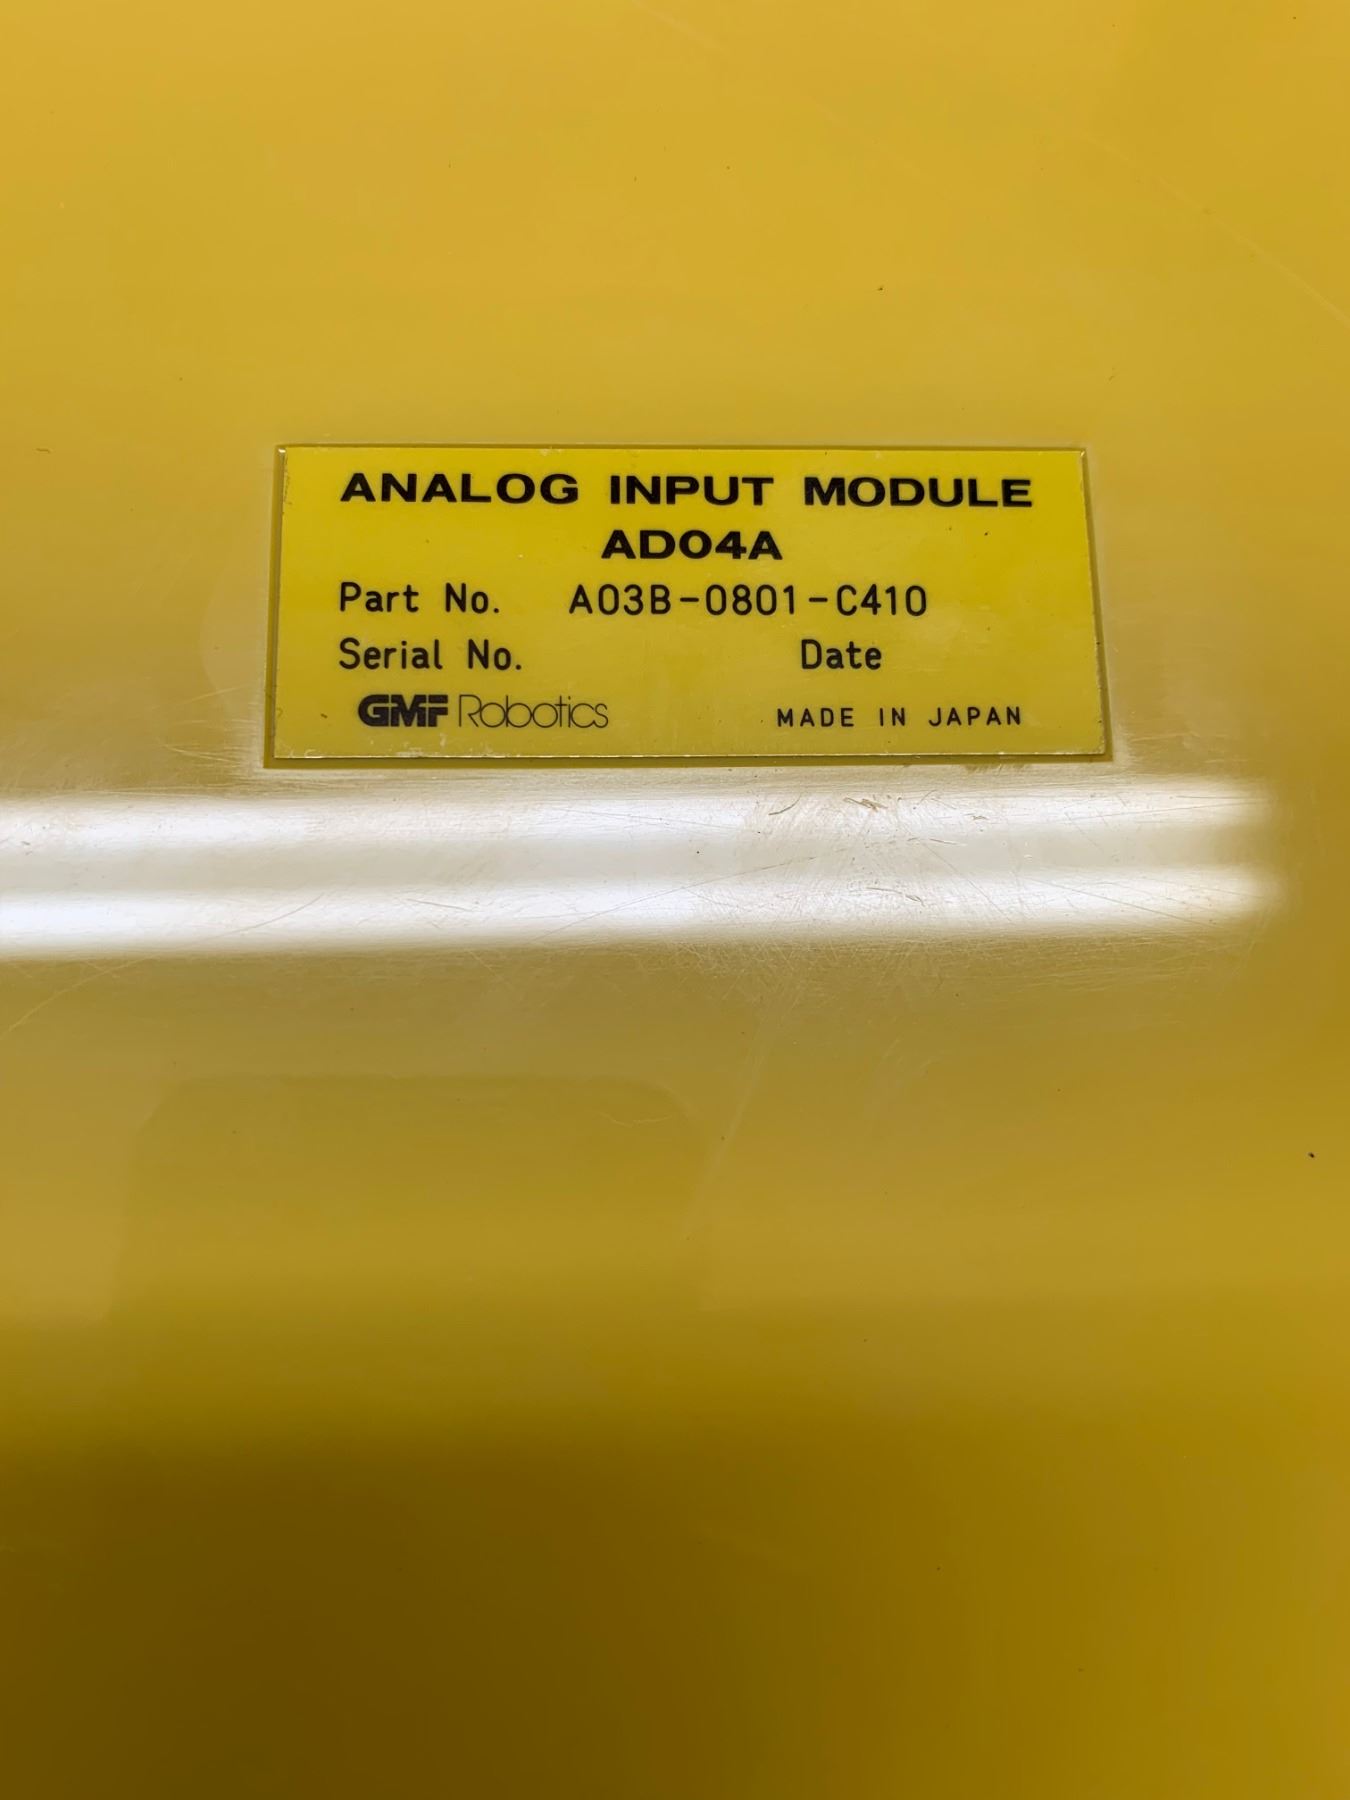 ANALOG INPUT MODULE
AD04A
Part No. A03B-0801-C410
Serial No. Date
GMF Robotics MADE IN JAPAN